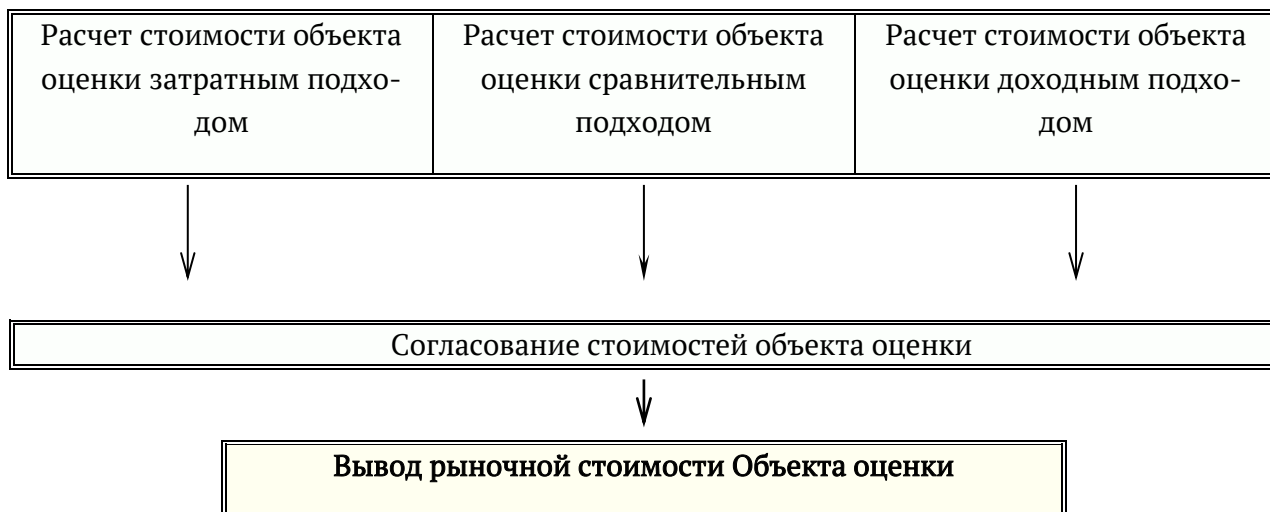 Расчет стоимости объекта
оценки затратным подхо-
дом
Расчет стоимости объекта
оценки сравнительным
подходом
Расчет стоимости объекта
оценки доходным подхо-
дом
Согласование стоимостей объекта оценки
Вывод рыночной стоимости Объекта оценки